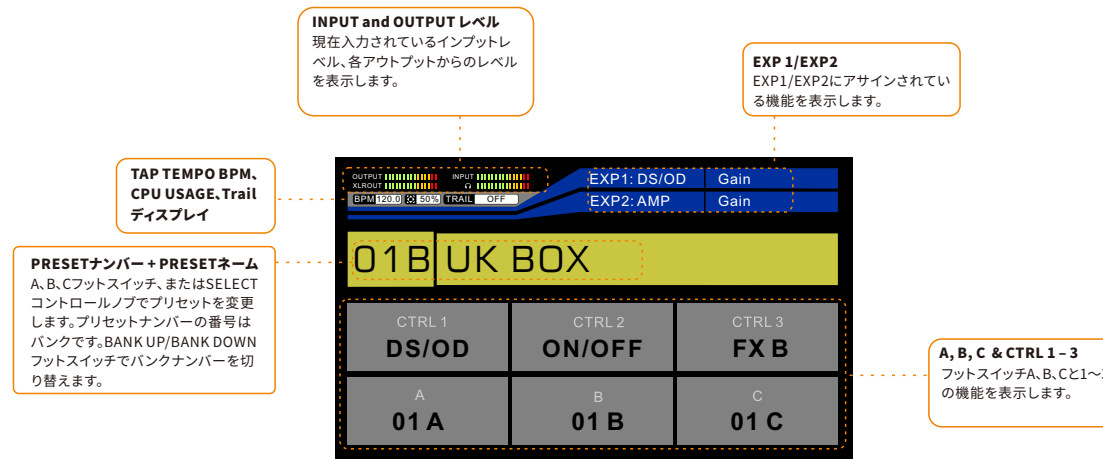 INPUT and OUTPUT レベル
現在入力されているインプットレ
ベル、各アウトプットからのレベル
を表示します。
EXP 1/EXP2
EXP1/EXP2にアサインされてい
る機能を表示します。
TAP TEMPO BPM、
CPU USAGE、Trail
ディスプレイ
PRESETナンバー + PRESETネーム
A、B、Cフットスイッチ、またはSELECT
コントロールノブでプリセットを変更
します。プリセットナンバーの番号は
バンクです。BANK UP/BANK DOWN
フットスイッチでバンクナンバーを切
り替えます。
OUTPUT INPUT
XLROUT
BPM 120.0 50% TRAIL OFF
EXP1: DS/OD Gain
EXP2: AMP Gain
01B UK BOX
CTRL 1 CTRL 2 CTRL 3
DS/OD ON/OFF FX B
A B C
01 A 01 B 01 C
A, B, C & CTRL 1 – 3
フットスイッチA、B、Cと1〜
の機能を表示します。